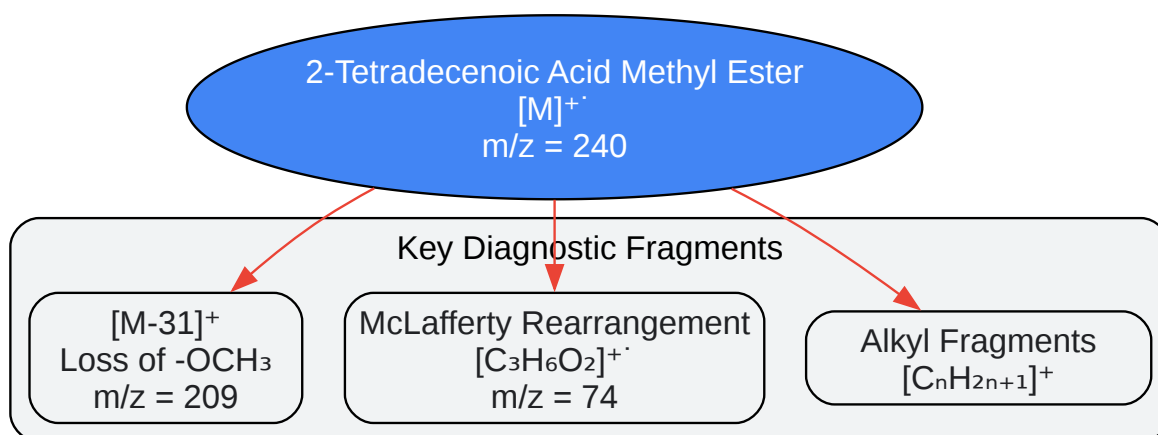 2-Tetradecenoic Acid Methyl Ester
[M]⁺˙
m/z = 240
Key Diagnostic Fragments
[M-31]⁺
Loss of -OCH₃
m/z = 209
McLafferty Rearrangement
[C₃H₆O₂]⁺˙
m/z = 74
Alkyl Fragments
[CₙH₂ₙ₊₁]⁺